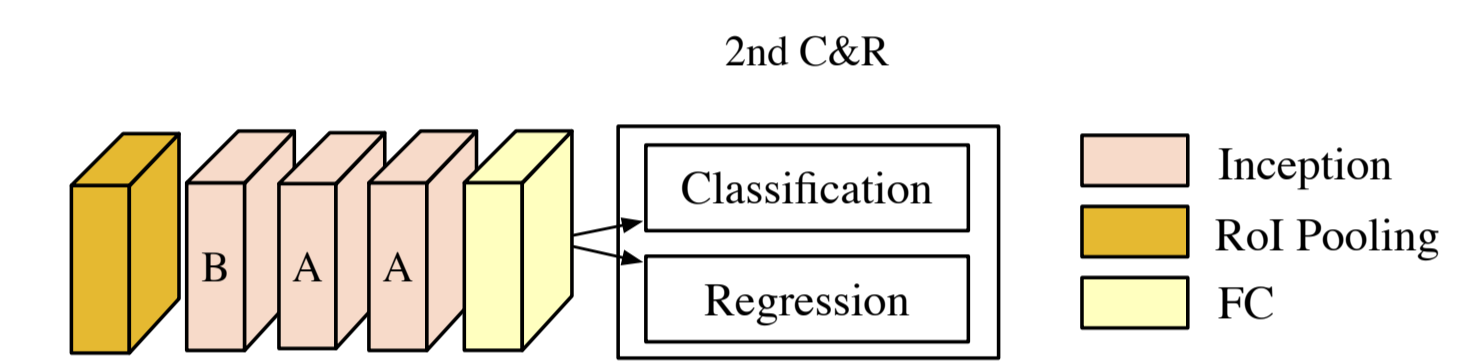 2nd C&R
B
A
A
Classification
Regression
Inception
RoI Pooling
FC